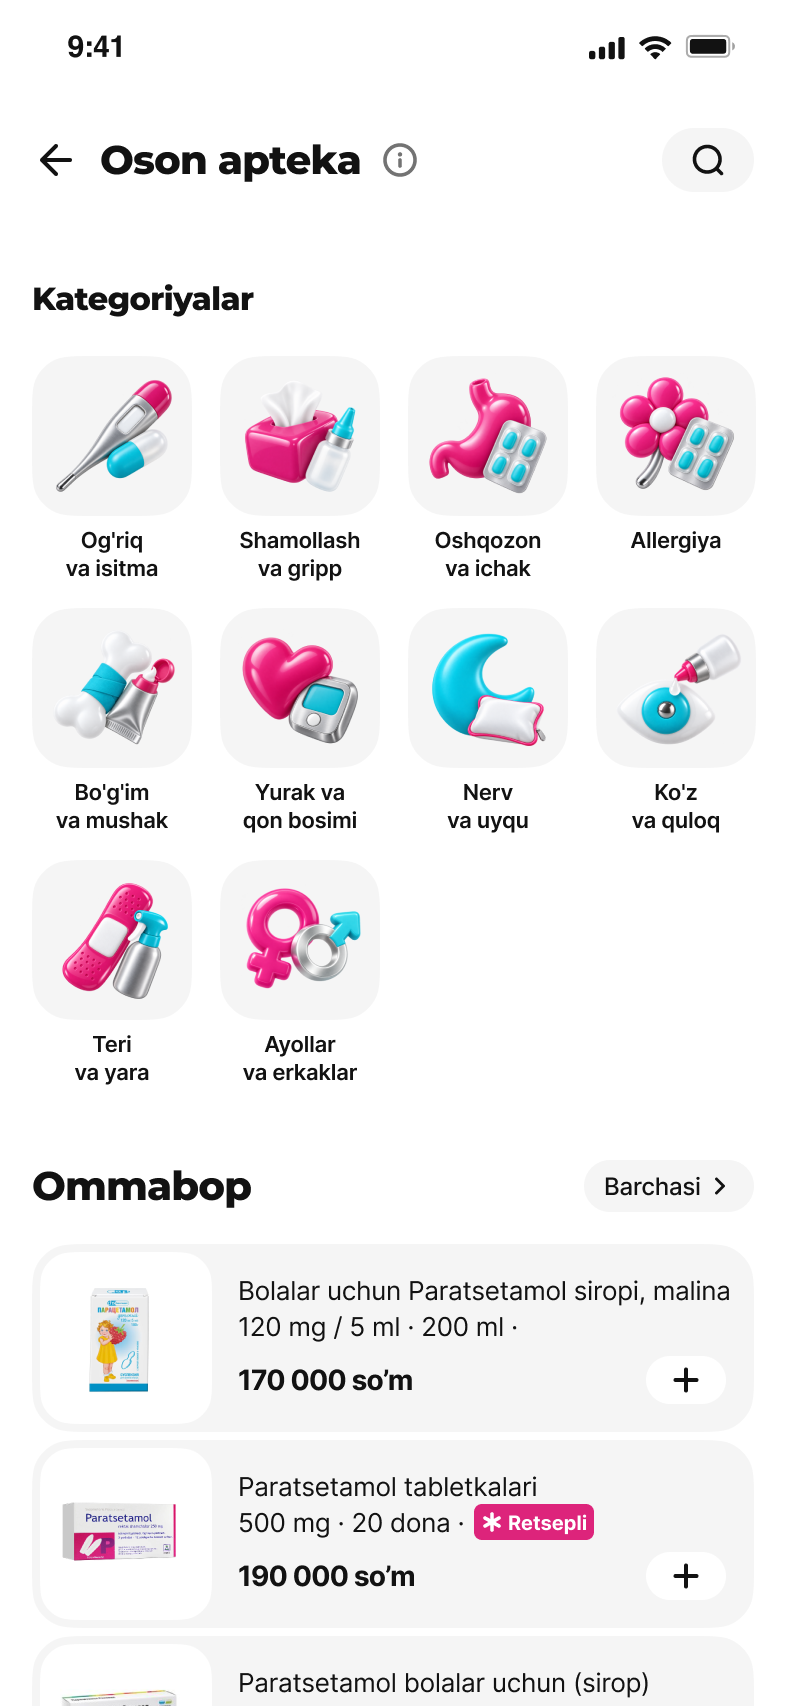 9:41
Oson apteka
Kategoriyalar
Og'riq
va isitma
Shamollash
va gripp
Oshqozon
va ichak
Allergiya
Bo'g'im
va mushak
Yurak va
qon bosimi
Nerv
va uyqu
Ko'z
va quloq
Teri
va yara
Ayollar
va erkaklar
Ommabop
Barchasi
ПАРАЦЕТАМОЛ
Bolalar uchun Paratsetamol siropi, malina
120 mg / 5 ml · 200 ml ·
170 000 so’m
Paratsetamol
Paratsetamol tabletkalari
500 mg · 20 dona · Retsepli
190 000 so’m
Paratsetamol bolalar uchun (sirop)